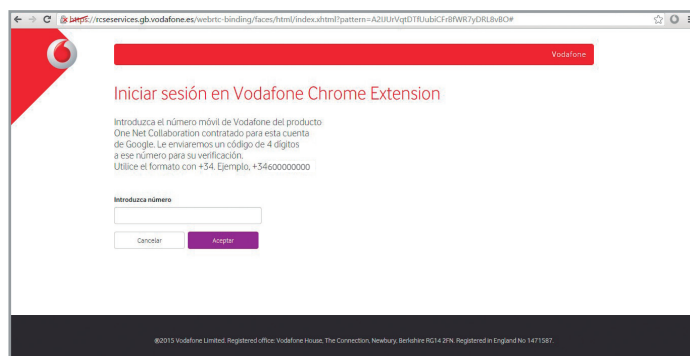 https://rcseservices.gb.vodafone.es/webrtc-binding/faces/html/index.xhtml?pattern=A2UUrVqtDTfUubiCFrBfWR7yDRL8vBO#
Vodafone
Iniciar sesión en Vodafone Chrome Extension
Introduzca el número móvil de Vodafone del producto
One Net Collaboration contratado para esta cuenta
de Google. Le enviaremos un código de 4 dígitos
a ese número para su verificación.
Utilice el formato con +34. Ejemplo, +34600000000
Introduzca número
Cancelar
Aceptar
©2015 Vodafone Limited. Registered office: Vodafone House, The Connection, Newbury, Berkshire RG14 2FN. Registered in England No 1471587.